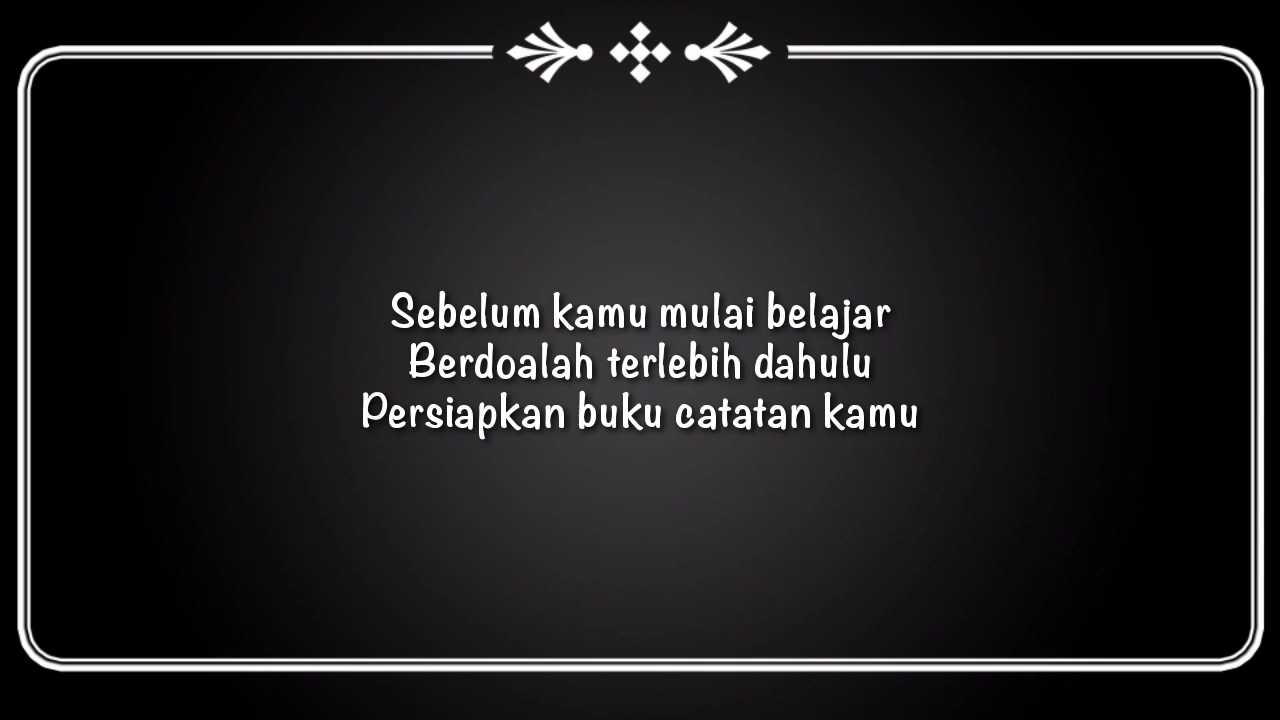 Sebelum kamu mulai belajar
Berdoalah terlebih dahulu
Persiapkan buku catatan kamu